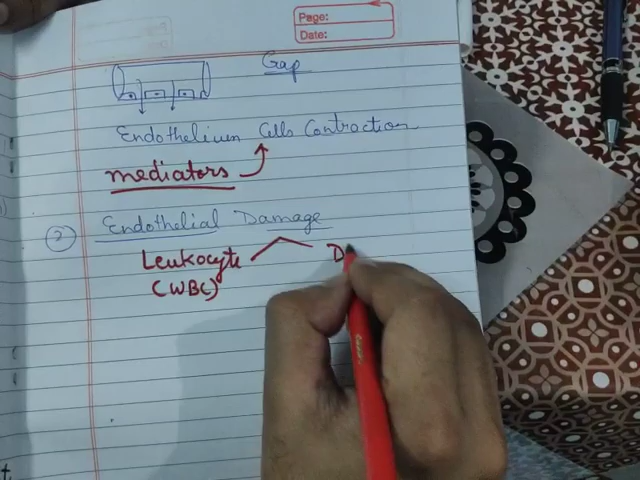 Page:
Date:
Gap
Endothelium Cells Contraction
mediators
② Endothelial Damage
Leukocyte D
(WBC)